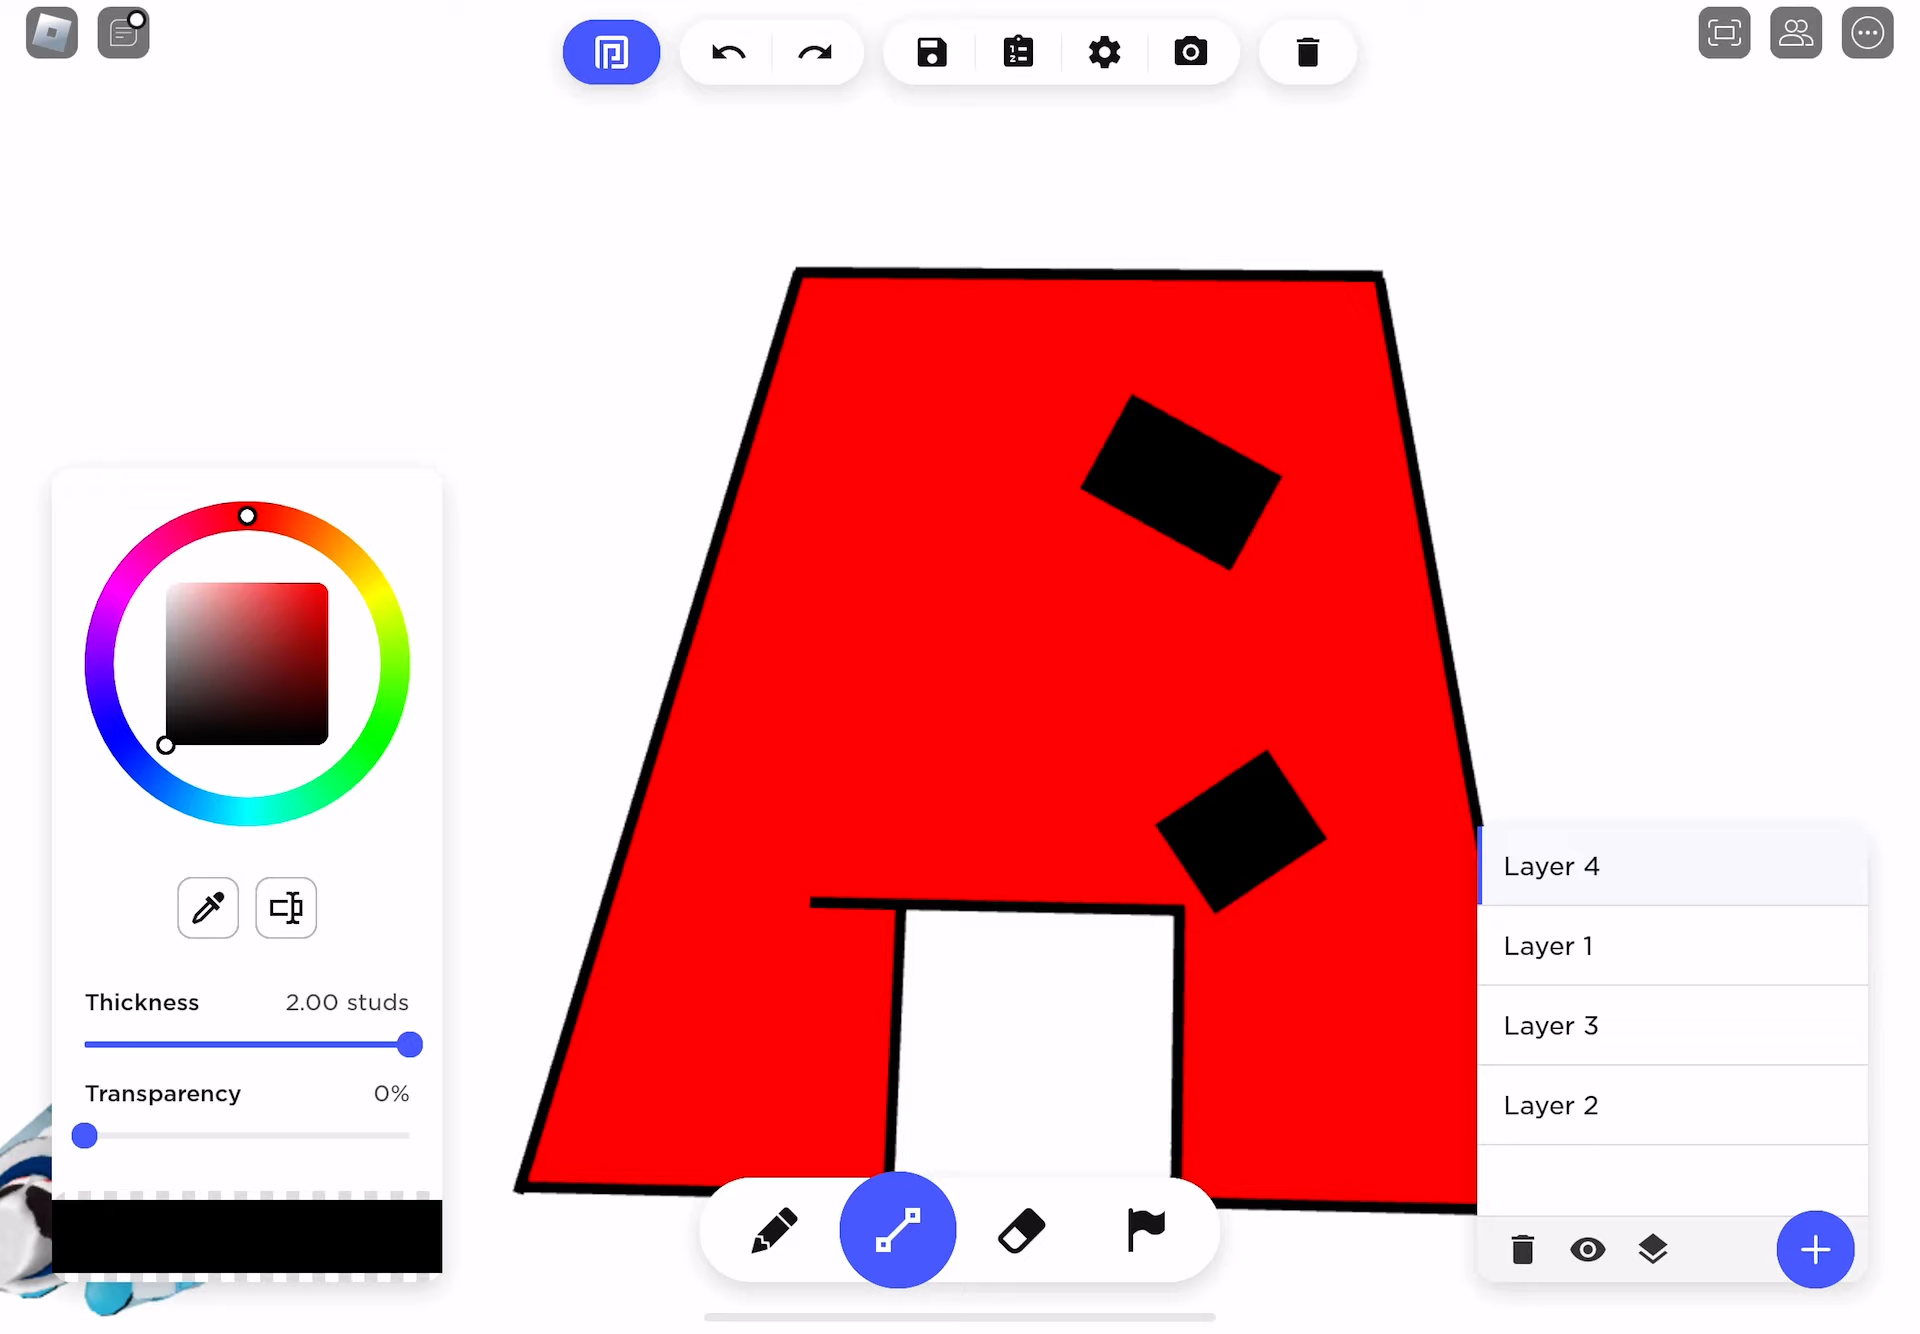 Thickness 2.00 studs
Transparency 0%
Layer 4
Layer 1
Layer 3
Layer 2